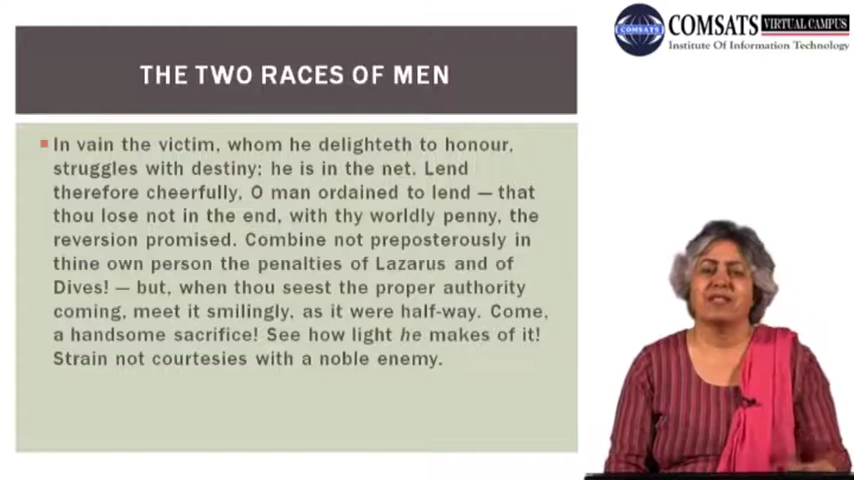 COMSATS VIRTUAL CAMPUS
Institute Of Information Technology
COMSATS
THE TWO RACES OF MEN
In vain the victim, whom he delighteth to honour,
struggles with destiny; he is in the net. Lend
therefore cheerfully, O man ordained to lend — that
thou lose not in the end, with thy worldly penny, the
reversion promised. Combine not preposterously in
thine own person the penalties of Lazarus and of
Dives! — but, when thou seest the proper authority
coming, meet it smilingly, as it were half-way. Come,
a handsome sacrifice! See how light he makes of it!
Strain not courtesies with a noble enemy.